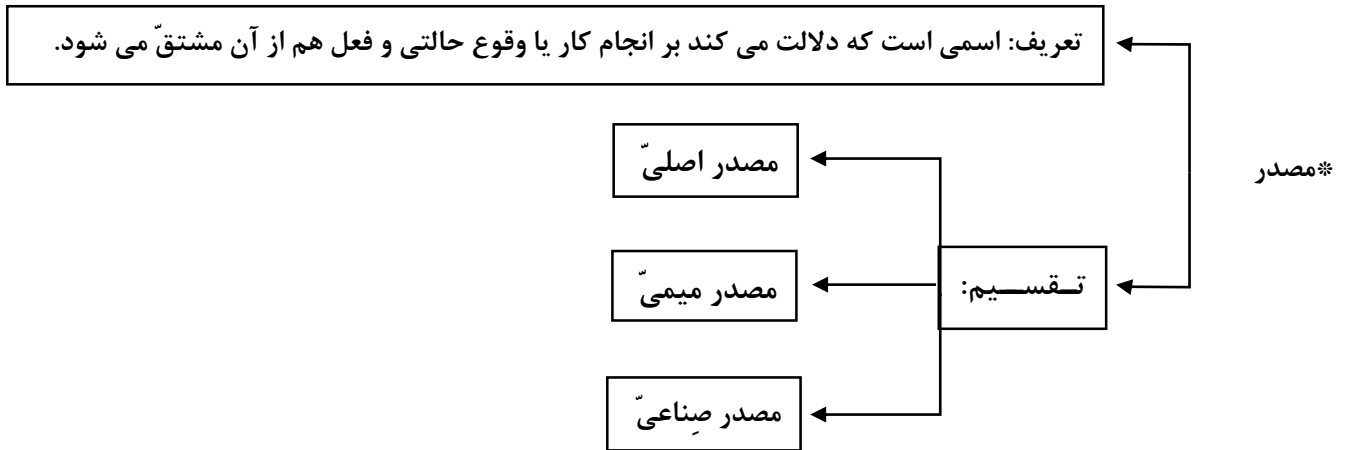 تعریف: اسمی است که دلالت می کند بر انجام کار یا وقوع حالتی و فعل هم از آن مشتقّ می شود.
*مصدر
تـقسـیم:
مصدر اصلیّ
مصدر میمیّ
مصدر صِناعیّ